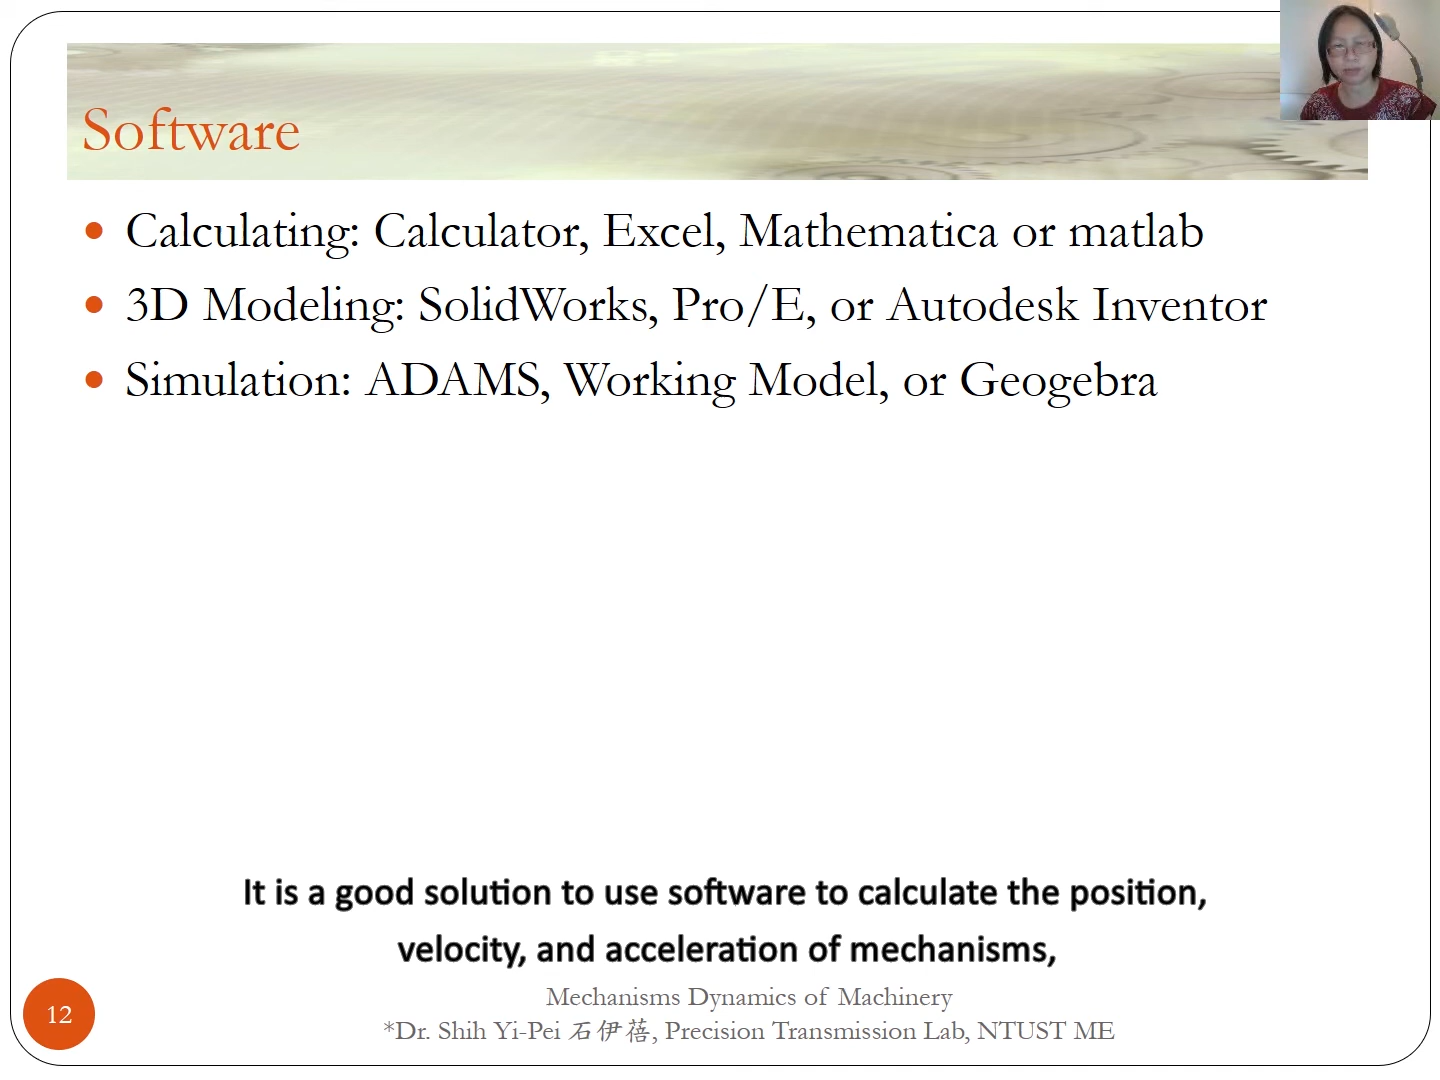 Software
• Calculating: Calculator, Excel, Mathematica or matlab
• 3D Modeling: SolidWorks, Pro/E, or Autodesk Inventor
• Simulation: ADAMS, Working Model, or Geogebra
It is a good solution to use software to calculate the position,
velocity, and acceleration of mechanisms,
Mechanisms Dynamics of Machinery
12
*Dr. Shih Yi-Pei 石伊蓓, Precision Transmission Lab, NTUST ME